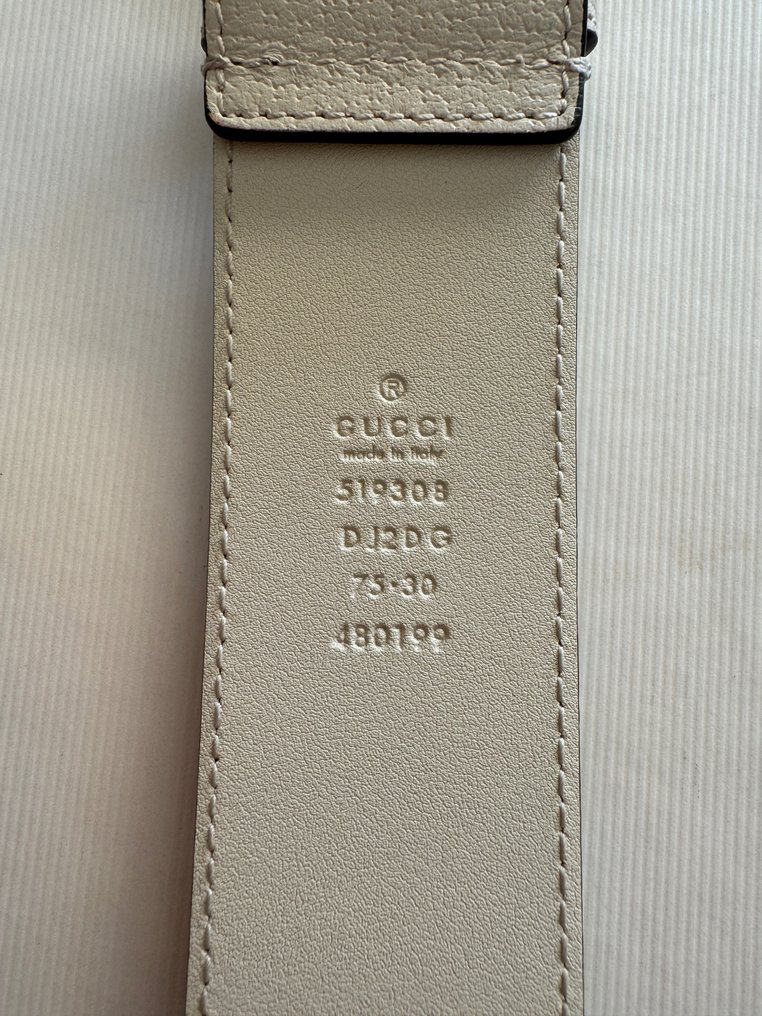 ®
GUCCI
made in Italy
519308
DJ2DG
75·30
480199